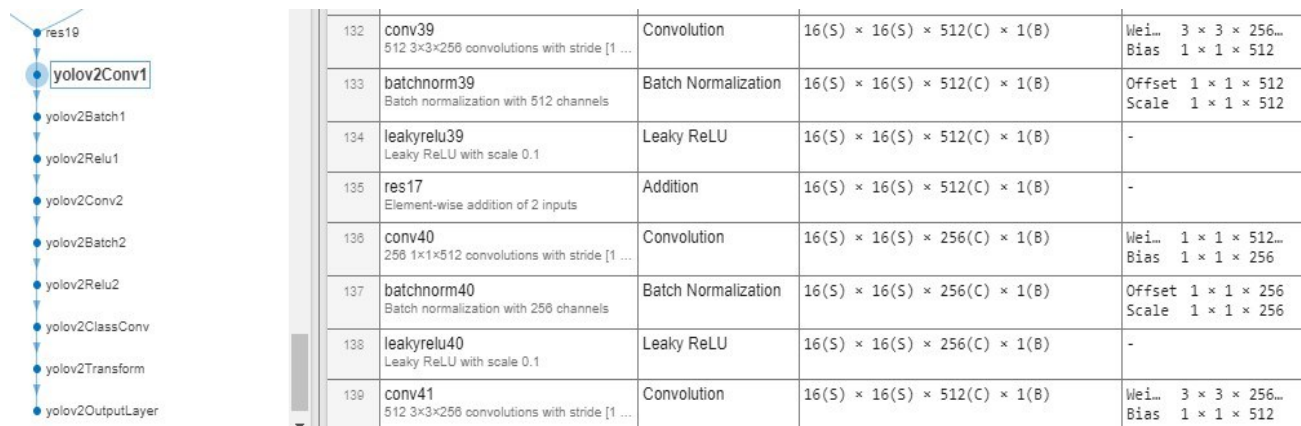 res19
yolov2Conv1
yolov2Batch1
yolov2Relu1
yolov2Conv2
yolov2Batch2
yolov2Relu2
yolov2ClassConv
yolov2Transform
yolov2OutputLayer
132 conv39 Convolution 16(S) × 16(S) × 512(C) × 1(B) Wei… 3 × 3 × 256…
512 3×3×256 convolutions with stride [1 ... Bias 1 × 1 × 512
133 batchnorm39 Batch Normalization 16(S) × 16(S) × 512(C) × 1(B) Offset 1 × 1 × 512
Batch normalization with 512 channels Scale 1 × 1 × 512
134 leakyrelu39 Leaky ReLU 16(S) × 16(S) × 512(C) × 1(B) -
Leaky ReLU with scale 0.1
135 res17 Addition 16(S) × 16(S) × 512(C) × 1(B) -
Element-wise addition of 2 inputs
136 conv40 Convolution 16(S) × 16(S) × 256(C) × 1(B) Wei… 1 × 1 × 512…
256 1×1×512 convolutions with stride [1 ... Bias 1 × 1 × 256
137 batchnorm40 Batch Normalization 16(S) × 16(S) × 256(C) × 1(B) Offset 1 × 1 × 256
Batch normalization with 256 channels Scale 1 × 1 × 256
138 leakyrelu40 Leaky ReLU 16(S) × 16(S) × 256(C) × 1(B) -
Leaky ReLU with scale 0.1
139 conv41 Convolution 16(S) × 16(S) × 512(C) × 1(B) Wei… 3 × 3 × 256…
512 3×3×256 convolutions with stride [1 ... Bias 1 × 1 × 512